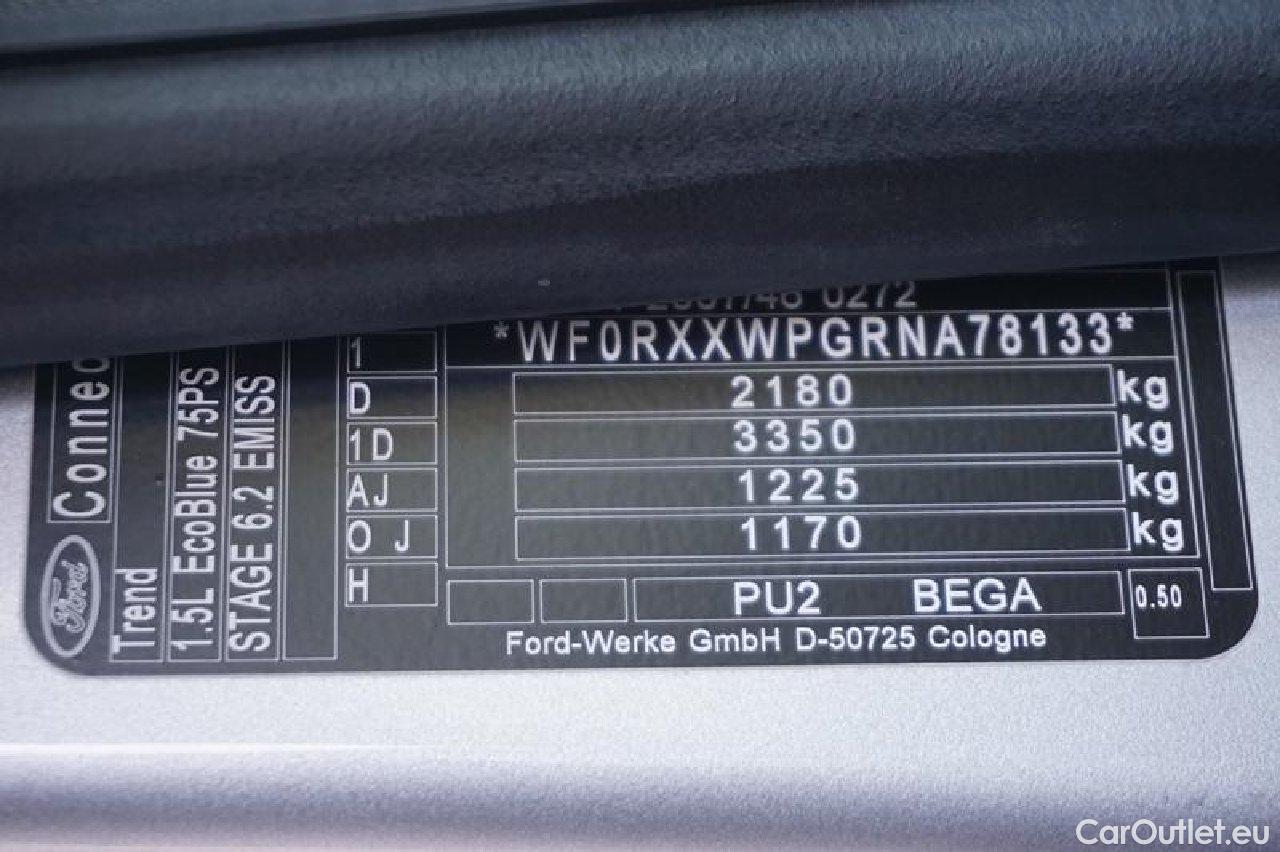 0272
*WF0RXXWPGRNA78133*
1
D 2180 kg
1D 3350 kg
AJ 1225 kg
O J 1170 kg
H
PU2 BEGA 0.50
Ford-Werke GmbH D-50725 Cologne
Ford
Trend
1.5L EcoBlue 75PS
STAGE 6.2 EMISS
CarOutlet.eu